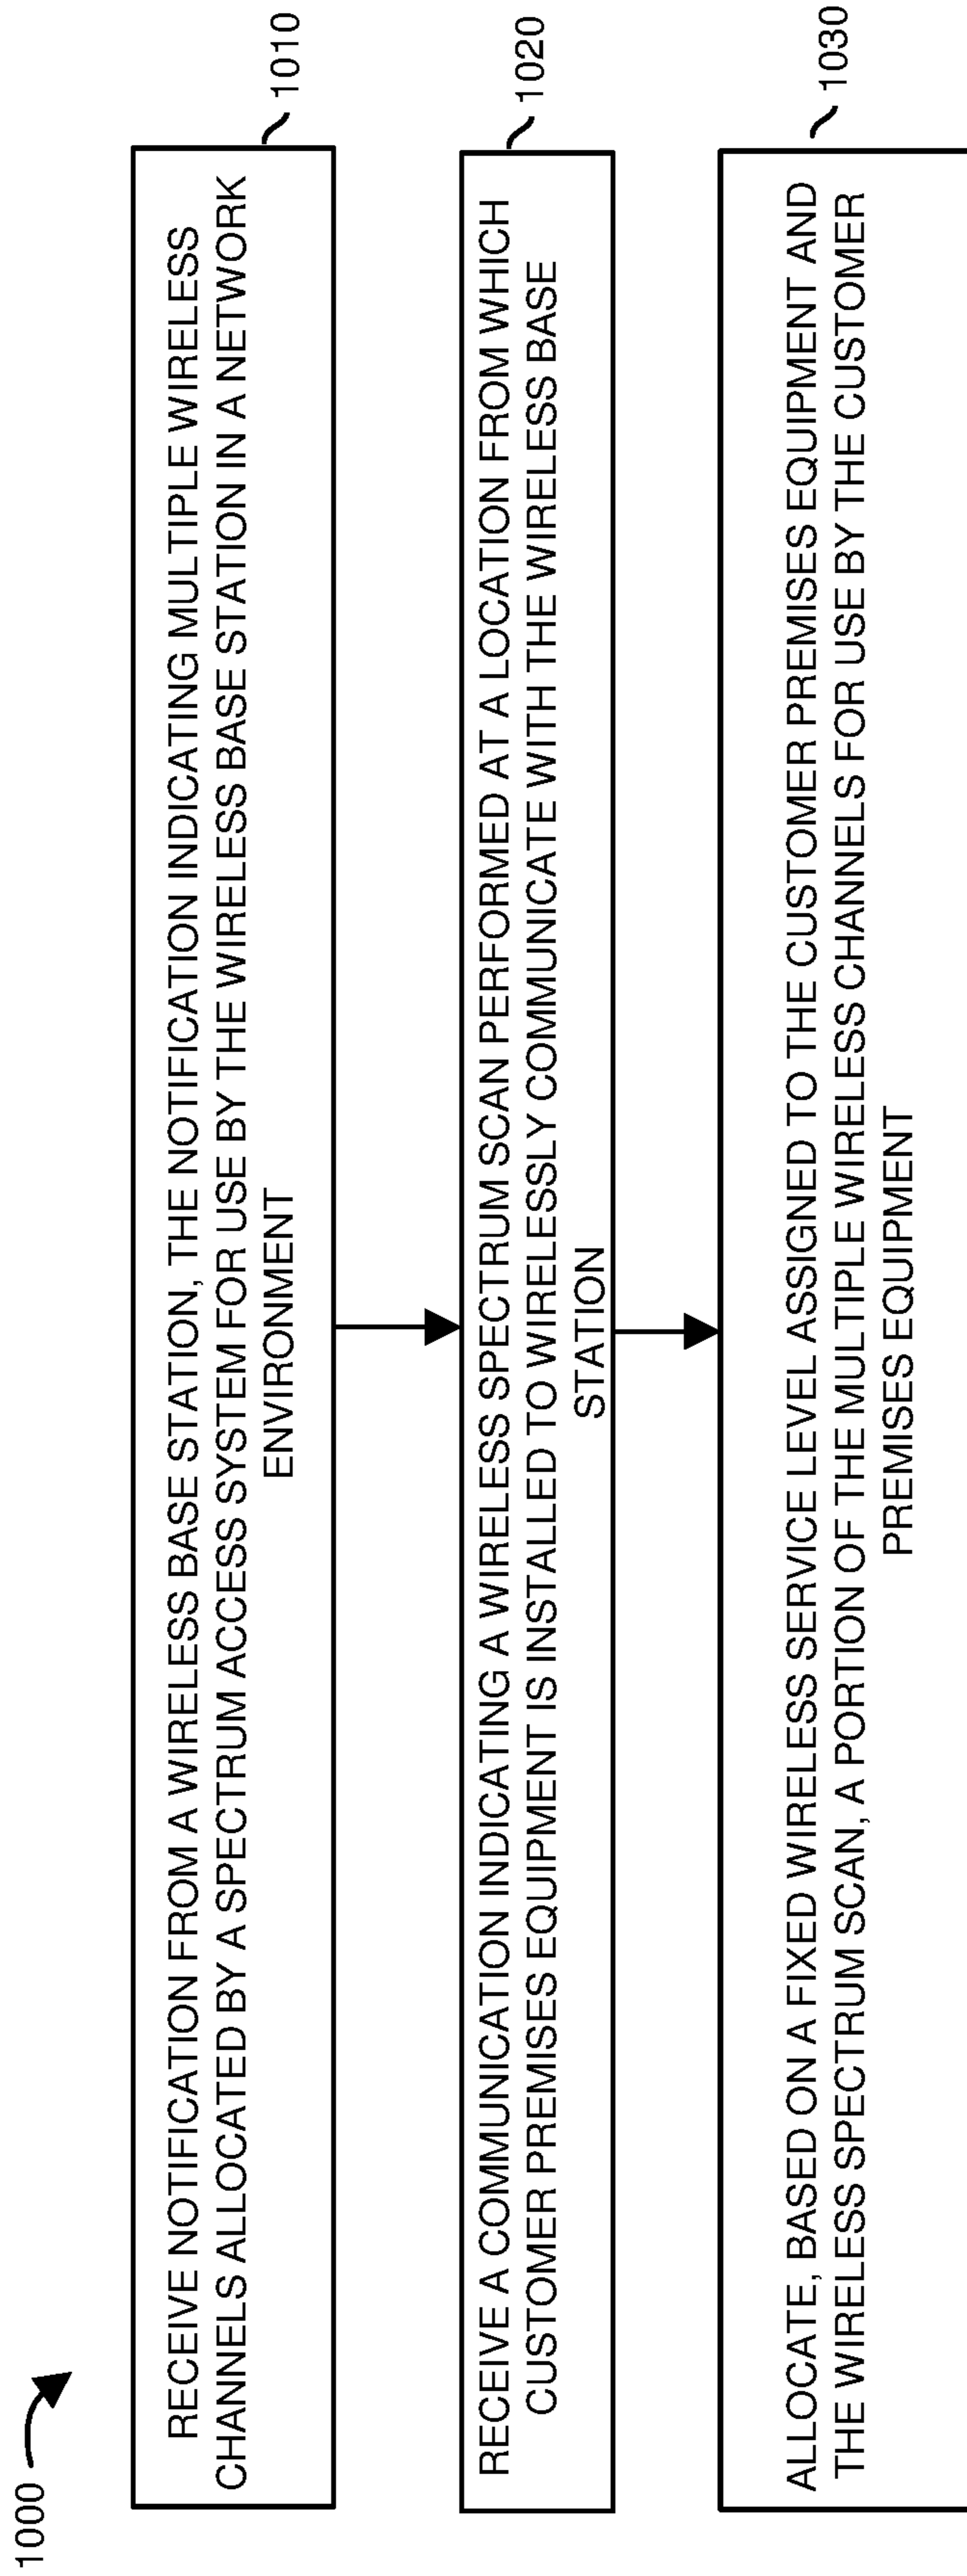 1000
RECEIVE NOTIFICATION FROM A WIRELESS BASE STATION, THE NOTIFICATION INDICATING MULTIPLE WIRELESS
CHANNELS ALLOCATED BY A SPECTRUM ACCESS SYSTEM FOR USE BY THE WIRELESS BASE STATION IN A NETWORK
ENVIRONMENT
1010
RECEIVE A COMMUNICATION INDICATING A WIRELESS SPECTRUM SCAN PERFORMED AT A LOCATION FROM WHICH
CUSTOMER PREMISES EQUIPMENT IS INSTALLED TO WIRELESSLY COMMUNICATE WITH THE WIRELESS BASE
STATION
1020
ALLOCATE, BASED ON A FIXED WIRELESS SERVICE LEVEL ASSIGNED TO THE CUSTOMER PREMISES EQUIPMENT AND
THE WIRELESS SPECTRUM SCAN, A PORTION OF THE MULTIPLE WIRELESS CHANNELS FOR USE BY THE CUSTOMER
PREMISES EQUIPMENT
1030